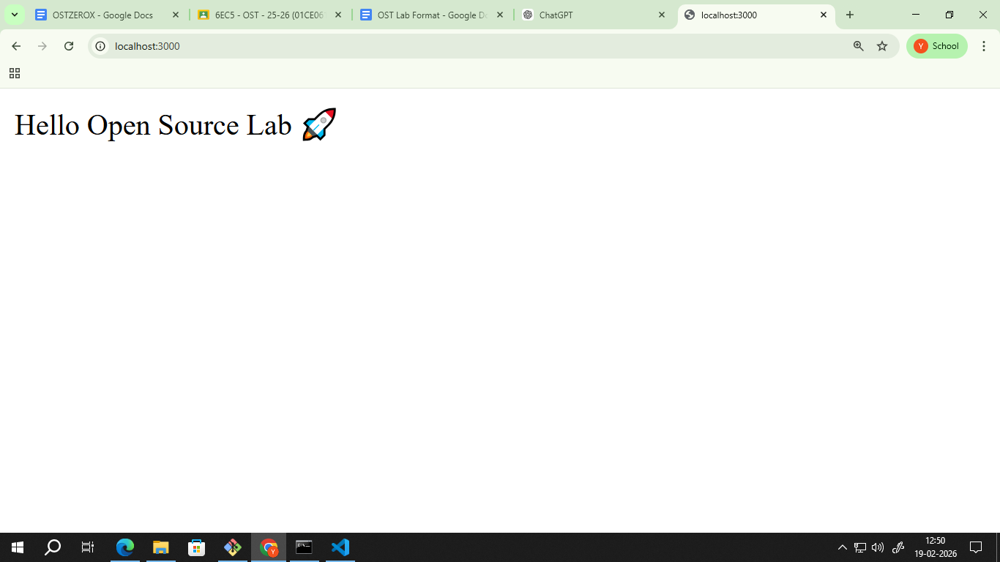 OSTZEROX - Google Docs
6EC5 - OST - 25-26 (01CE06
OST Lab Format - Google Do
ChatGPT
localhost:3000
localhost:3000
Y
School
Hello Open Source Lab 🚀
Y
12:50
19-02-2026